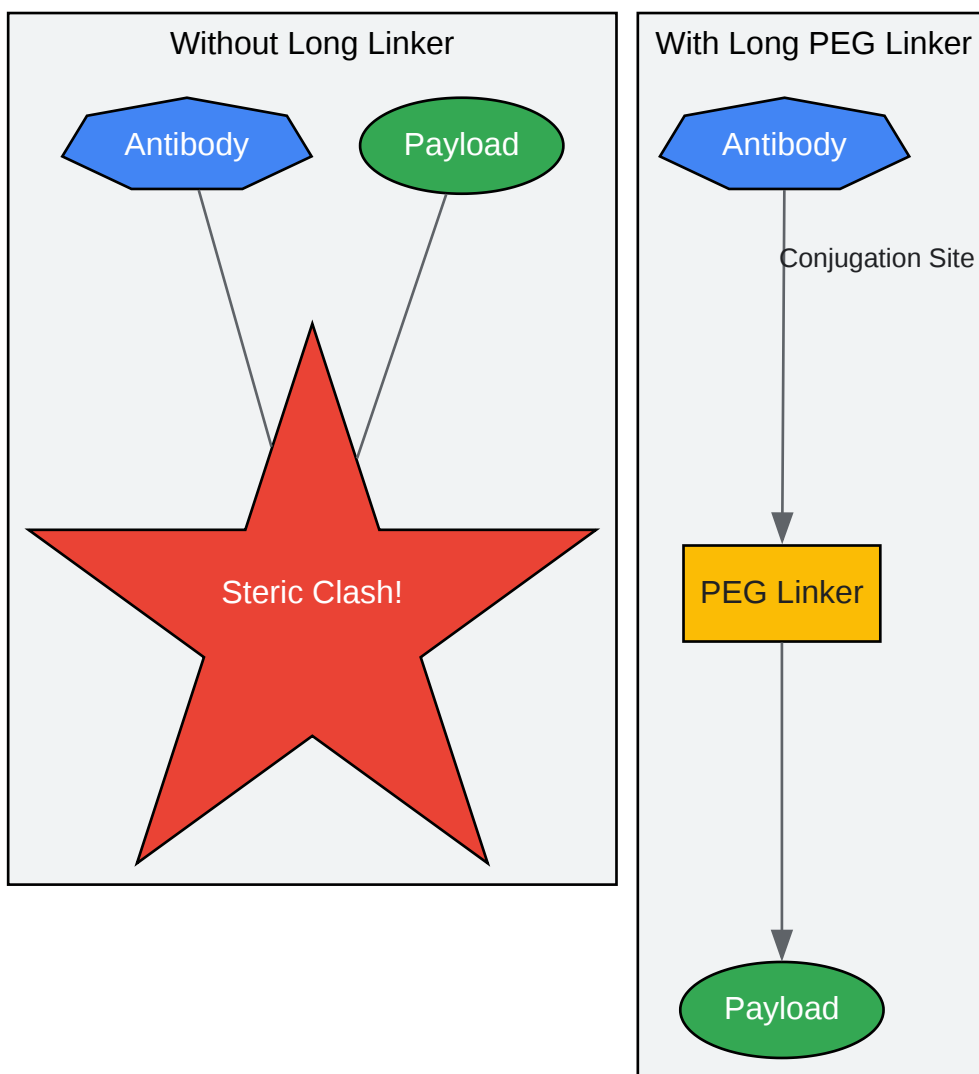 Without Long Linker
Antibody
Payload
Steric Clash!
With Long PEG Linker
Antibody
Conjugation Site
PEG Linker
Payload